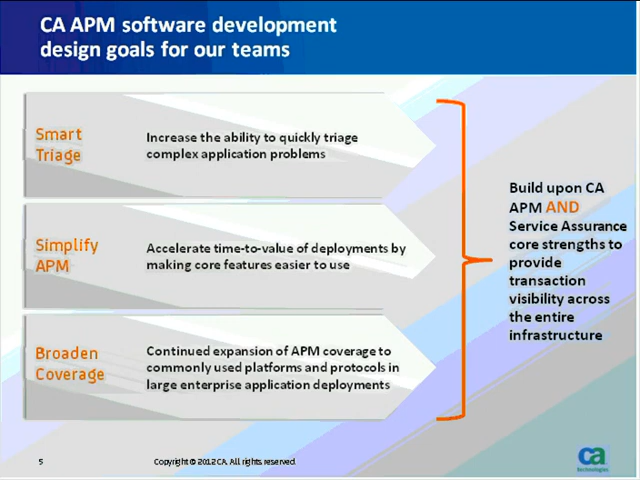 CA APM software development
design goals for our teams
Smart
Triage
Increase the ability to quickly triage
complex application problems
Simplify
APM
Accelerate time-to-value of deployments by
making core features easier to use
Broaden
Coverage
Continued expansion of APM coverage to
commonly used platforms and protocols in
large enterprise application deployments
Build upon CA
APM AND
Service Assurance
core strengths to
provide
transaction
visibility across
the entire
infrastructure
5
Copyright © 2012 CA. All rights reserved.
ca
technologies